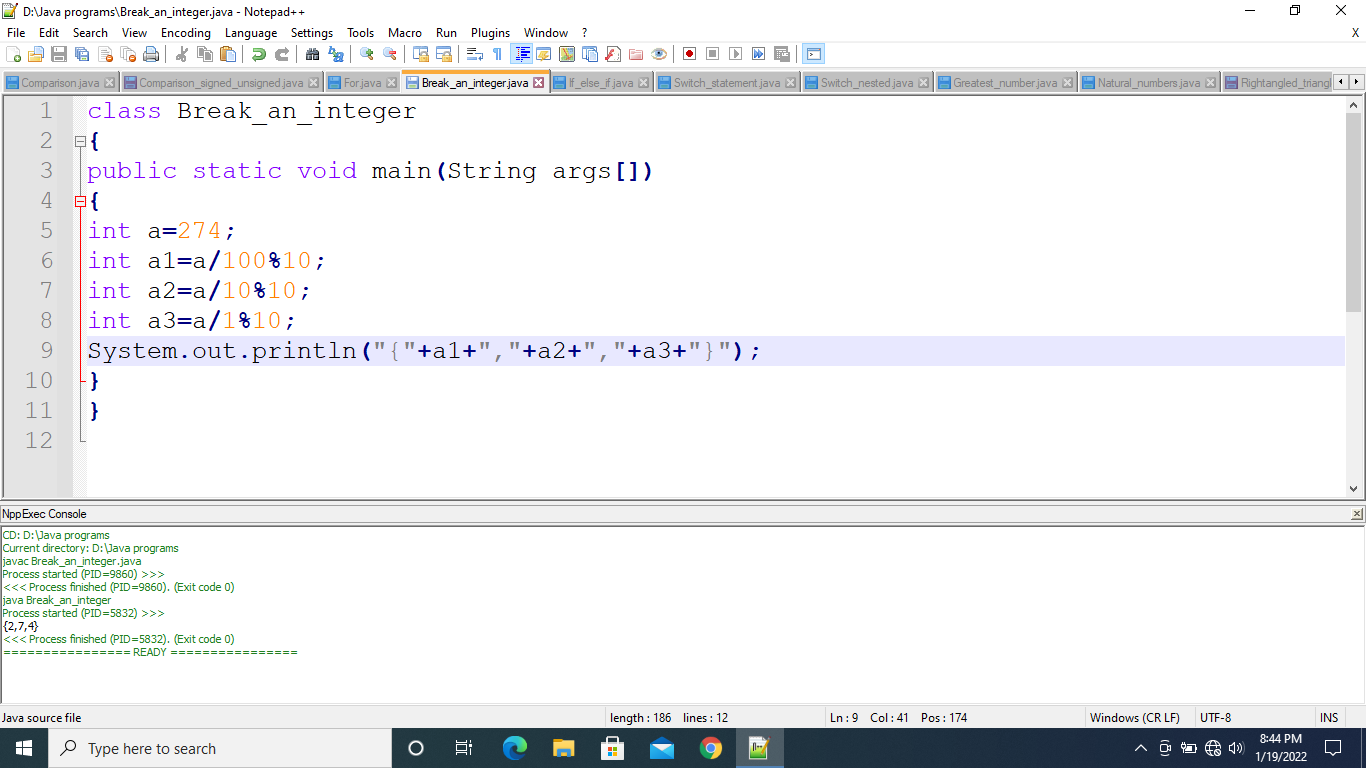 D:\Java programs\Break_an_integer.java - Notepad++
File Edit Search View Encoding Language Settings Tools Macro Run Plugins Window ? X
Comparison.java Comparison_signed_unsigned.java For.java Break_an_integer.java If_else_if.java Switch_statement.java Switch_nested.java Greatest_number.java Natural_numbers.java Rightangled_triangl
1 class Break_an_integer
2 {
3 public static void main(String args[])
4 {
5 int a=274;
6 int a1=a/100%10;
7 int a2=a/10%10;
8 int a3=a/1%10;
9 System.out.println("{"+a1+","+a2+","+a3+"}");
10 }
11 }
12
NppExec Console
CD: D:\Java programs
Current directory: D:\Java programs
javac Break_an_integer.java
Process started (PID=9860) >>>
<<< Process finished (PID=9860). (Exit code 0)
java Break_an_integer
Process started (PID=5832) >>>
{2,7,4}
<<< Process finished (PID=5832). (Exit code 0)
================ READY ================
Java source file length : 186 lines : 12 Ln : 9 Col : 41 Pos : 174 Windows (CR LF) UTF-8 INS
Type here to search
8:44 PM
1/19/2022